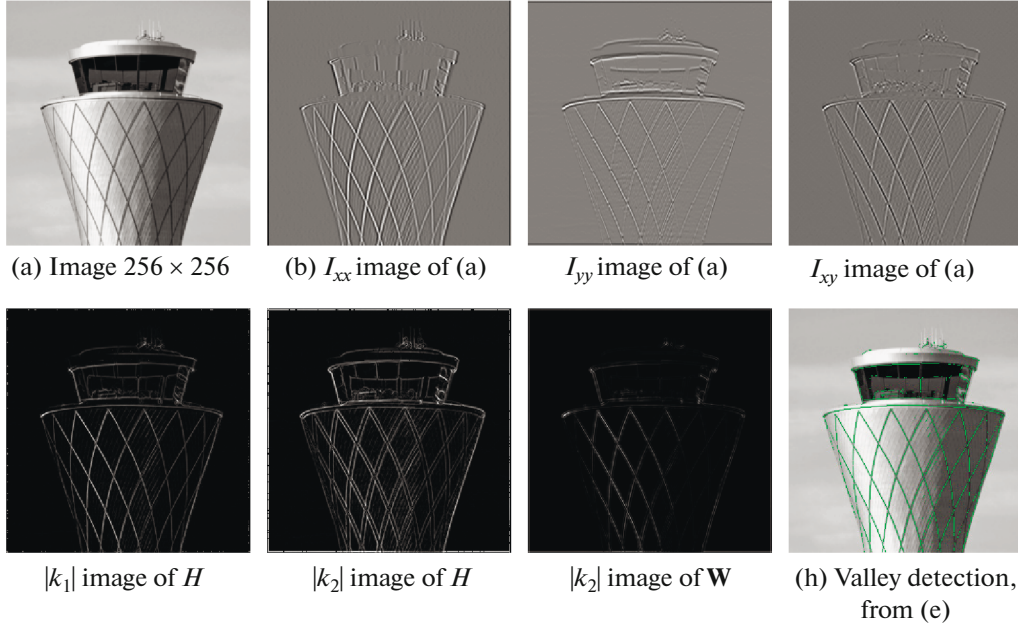 (a) Image 256 × 256
(b) I_xx image of (a)
I_yy image of (a)
I_xy image of (a)
|k_1| image of H
|k_2| image of H
|k_2| image of W
(h) Valley detection,
from (e)